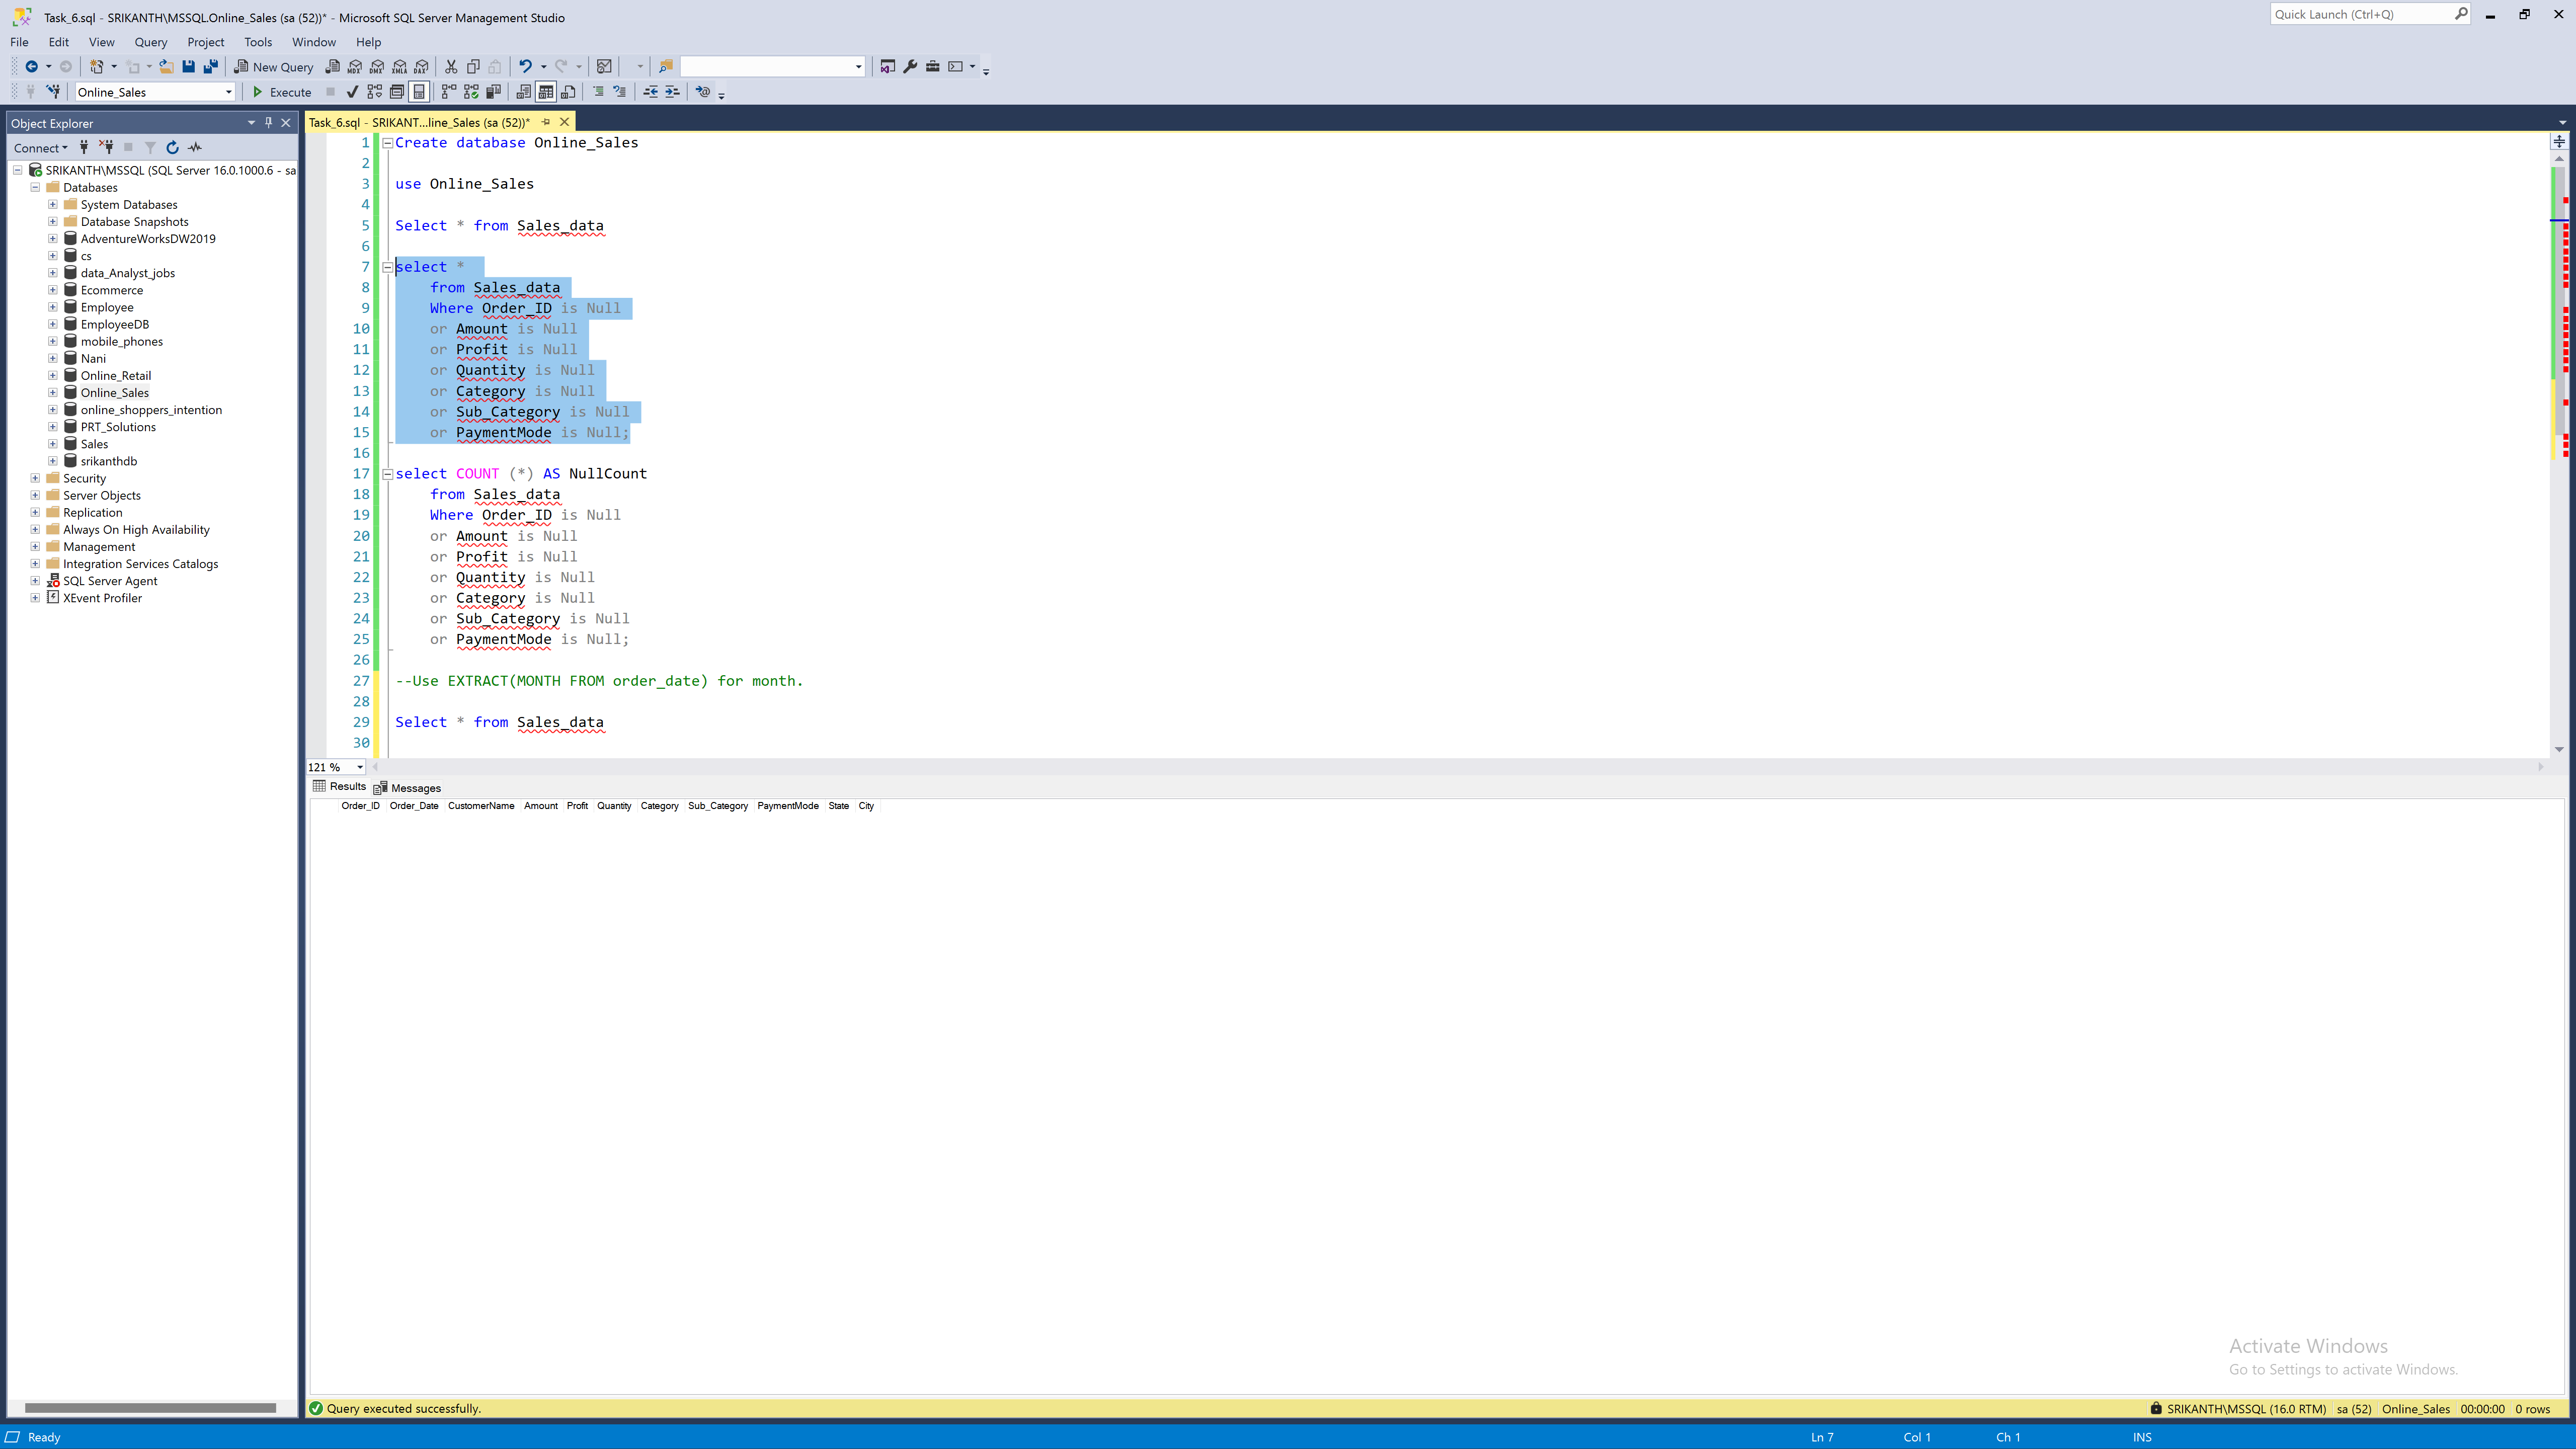 Task_6.sql - SRIKANTH\MSSQL.Online_Sales (sa (52))* - Microsoft SQL Server Management Studio
Quick Launch (Ctrl+Q)
File Edit View Query Project Tools Window Help
New Query
Online_Sales Execute
Object Explorer
Task_6.sql - SRIKANT...line_Sales (sa (52))*
Connect
SRIKANTH\MSSQL (SQL Server 16.0.1000.6 - sa
Databases
System Databases
Database Snapshots
AdventureWorksDW2019
cs
data_Analyst_jobs
Ecommerce
Employee
EmployeeDB
mobile_phones
Nani
Online_Retail
Online_Sales
online_shoppers_intention
PRT_Solutions
Sales
srikanthdb
Security
Server Objects
Replication
Always On High Availability
Management
Integration Services Catalogs
SQL Server Agent
XEvent Profiler
1 Create database Online_Sales
2
3 use Online_Sales
4
5 Select * from Sales_data
6
7 select *
8 from Sales_data
9 Where Order_ID is Null
10 or Amount is Null
11 or Profit is Null
12 or Quantity is Null
13 or Category is Null
14 or Sub_Category is Null
15 or PaymentMode is Null;
16
17 select COUNT (*) AS NullCount
18 from Sales_data
19 Where Order_ID is Null
20 or Amount is Null
21 or Profit is Null
22 or Quantity is Null
23 or Category is Null
24 or Sub_Category is Null
25 or PaymentMode is Null;
26
27 --Use EXTRACT(MONTH FROM order_date) for month.
28
29 Select * from Sales_data
30
121 %
Results Messages
Order_ID Order_Date CustomerName Amount Profit Quantity Category Sub_Category PaymentMode State City
Activate Windows
Go to Settings to activate Windows.
Query executed successfully. SRIKANTH\MSSQL (16.0 RTM) sa (52) Online_Sales 00:00:00 0 rows
Ready Ln 7 Col 1 Ch 1 INS